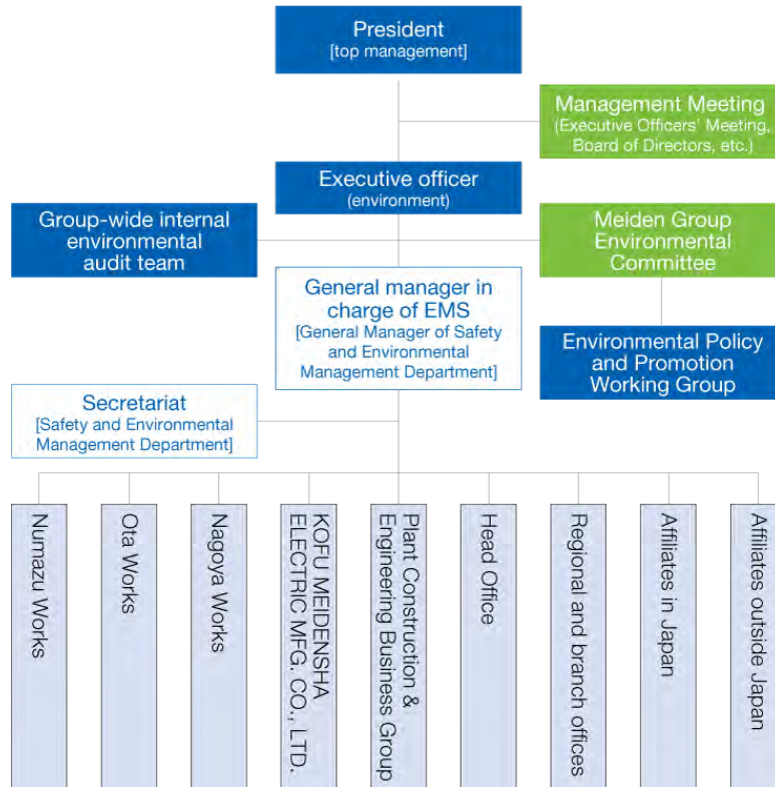 President
[top management]
Management Meeting
(Executive Officers' Meeting,
Board of Directors, etc.)
Executive officer
(environment)
Group-wide internal
environmental
audit team
Meiden Group
Environmental
Committee
General manager in
charge of EMS
[General Manager of Safety
and Environmental
Management Department]
Environmental Policy
and Promotion
Working Group
Secretariat
[Safety and Environmental
Management Department]
Numazu Works
Ota Works
Nagoya Works
KOFU MEIDENSHA
ELECTRIC MFG. CO., LTD.
Plant Construction &
Engineering Business Group
Head Office
Regional and branch offices
Affiliates in Japan
Affiliates outside Japan